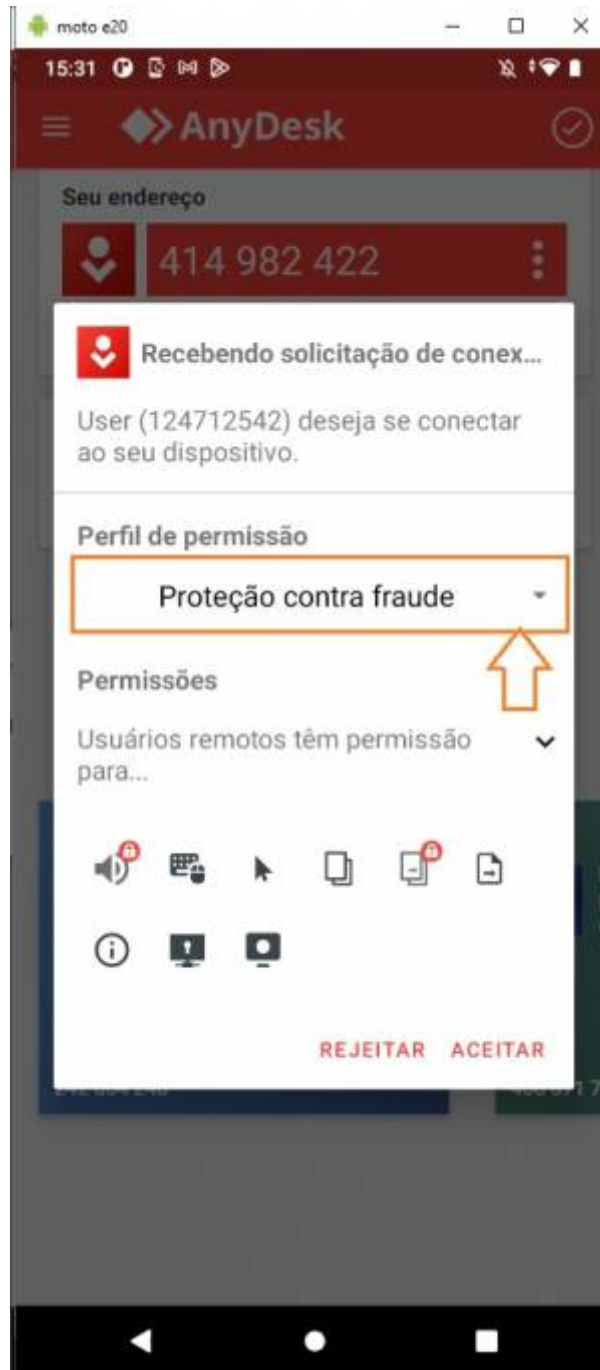 moto e20
15:31
AnyDesk
Seu endereço
414 982 422
Recebendo solicitação de conex...
User (124712542) deseja se conectar
ao seu dispositivo.
Perfil de permissão
Proteção contra fraude
Permissões
Usuários remotos têm permissão
para...
REJEITAR ACEITAR